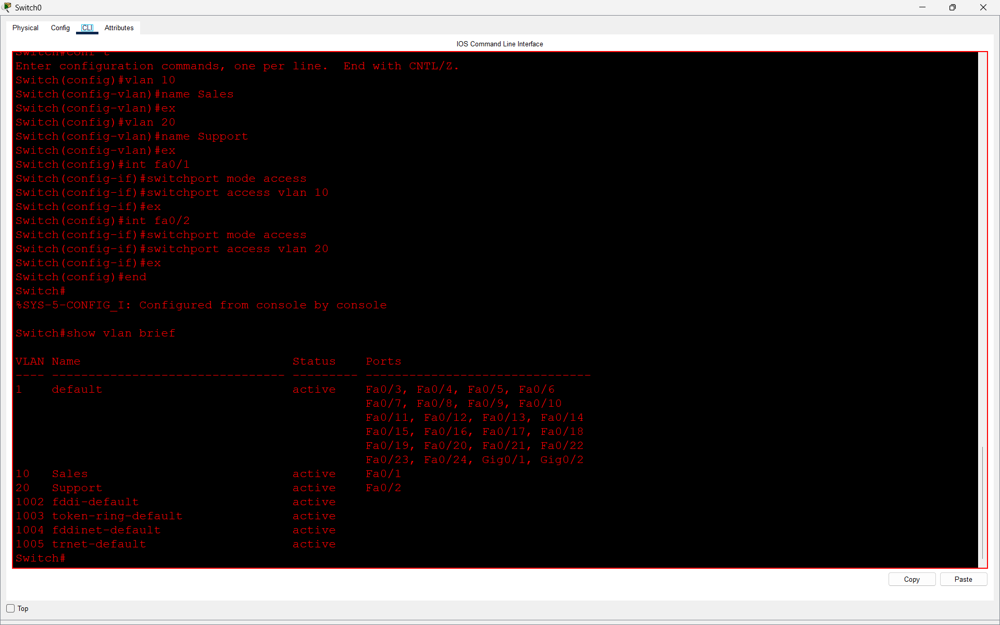 Switch0
Physical Config CLI Attributes
IOS Command Line Interface
Switch#conf t
Enter configuration commands, one per line.  End with CNTL/Z.
Switch(config)#vlan 10
Switch(config-vlan)#name Sales
Switch(config-vlan)#ex
Switch(config)#vlan 20
Switch(config-vlan)#name Support
Switch(config-vlan)#ex
Switch(config)#int fa0/1
Switch(config-if)#switchport mode access
Switch(config-if)#switchport access vlan 10
Switch(config-if)#ex
Switch(config)#int fa0/2
Switch(config-if)#switchport mode access
Switch(config-if)#switchport access vlan 20
Switch(config-if)#ex
Switch(config)#end
Switch#
%SYS-5-CONFIG_I: Configured from console by console
Switch#show vlan brief
VLAN Name                             Status    Ports
---- -------------------------------- --------- -------------------------------
1    default                          active    Fa0/3, Fa0/4, Fa0/5, Fa0/6
                                                Fa0/7, Fa0/8, Fa0/9, Fa0/10
                                                Fa0/11, Fa0/12, Fa0/13, Fa0/14
                                                Fa0/15, Fa0/16, Fa0/17, Fa0/18
                                                Fa0/19, Fa0/20, Fa0/21, Fa0/22
                                                Fa0/23, Fa0/24, Gig0/1, Gig0/2
10   Sales                            active    Fa0/1
20   Support                          active    Fa0/2
1002 fddi-default                     active
1003 token-ring-default               active
1004 fddinet-default                  active
1005 trnet-default                    active
Switch#
Copy Paste
Top